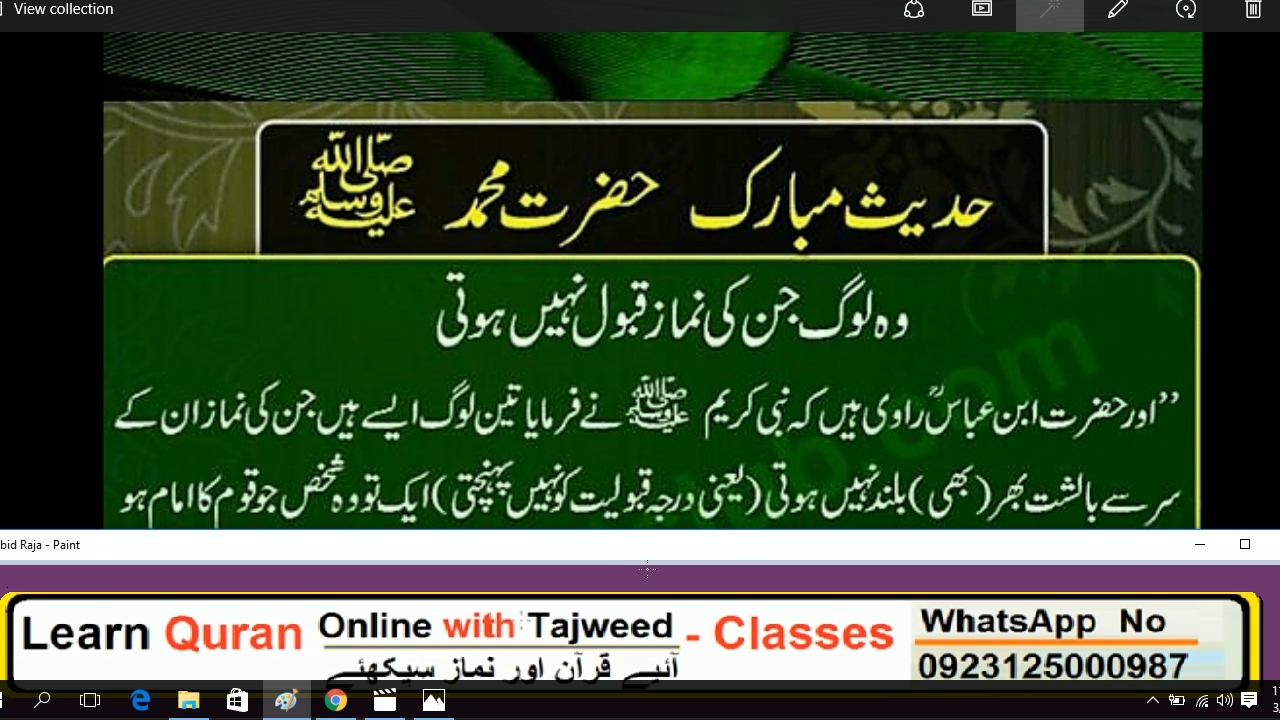 View collection
حدیث مبارک حضرت محمد صلی اللہ علیہ وسلم
وہ لوگ جن کی نماز قبول نہیں ہوتی
’’اور حضرت ابن عباسؓ راوی ہیں کہ نبی کریم صلی اللہ علیہ وسلم نے فرمایا تین لوگ ایسے ہیں جن کی نماز ان کے
سر سے بالشت بھر (بھی) بلند نہیں ہوتی (یعنی درجہ قبولیت کو نہیں پہنچتی) ایک تو وہ شخص جو قوم کا امام ہو
bid Raja - Paint
Learn Quran Online with Tajweed - Classes
آئیے قرآن اور نماز سیکھئے
WhatsApp No
0923125000987